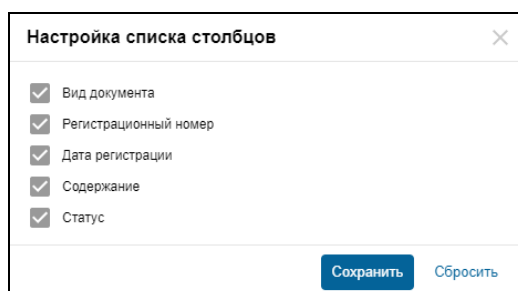 Настройка списка столбцов
Вид документа
Регистрационный номер
Дата регистрации
Содержание
Статус
Сохранить Сбросить